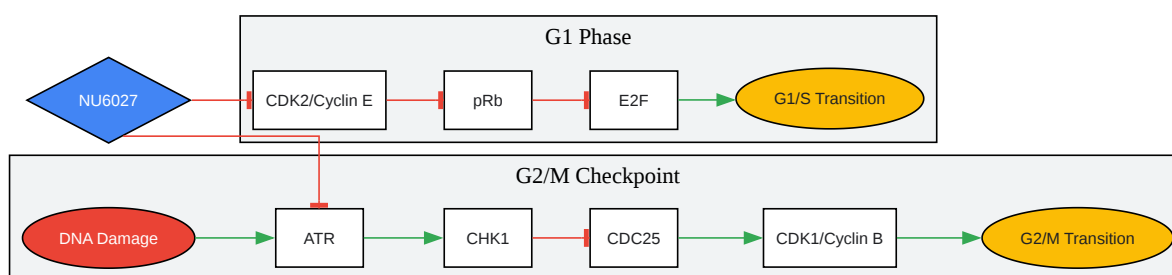 G1 Phase
NU6027
CDK2/Cyclin E
pRb
E2F
G1/S Transition
G2/M Checkpoint
DNA Damage
ATR
CHK1
CDC25
CDK1/Cyclin B
G2/M Transition